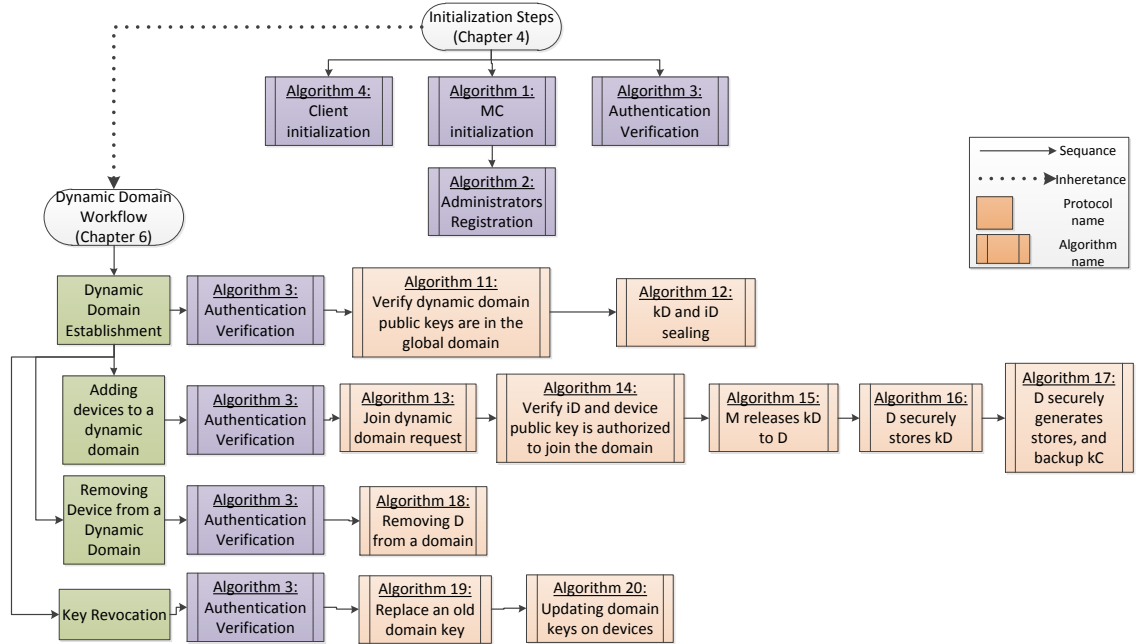 Initialization Steps
(Chapter 4)
Algorithm 4:
Client
initialization
Algorithm 1:
MC
initialization
Algorithm 3:
Authentication
Verification
Algorithm 2:
Administrators
Registration
Sequance
Inheretance
Protocol
name
Algorithm
name
Dynamic Domain
Workflow
(Chapter 6)
Dynamic
Domain
Establishment
Algorithm 3:
Authentication
Verification
Algorithm 11:
Verify dynamic domain
public keys are in the
global domain
Algorithm 12:
kD and iD
sealing
Adding
devices to a
dynamic
domain
Algorithm 3:
Authentication
Verification
Algorithm 13:
Join dynamic
domain request
Algorithm 14:
Verify iD and device
public key is authorized
to join the domain
Algorithm 15:
M releases kD
to D
Algorithm 16:
D securely
stores kD
Algorithm 17:
D securely
generates
stores, and
backup kC
Removing
Device from a
Dynamic
Domain
Algorithm 3:
Authentication
Verification
Algorithm 18:
Removing D
from a domain
Key Revocation
Algorithm 3:
Authentication
Verification
Algorithm 19:
Replace an old
domain key
Algorithm 20:
Updating domain
keys on devices